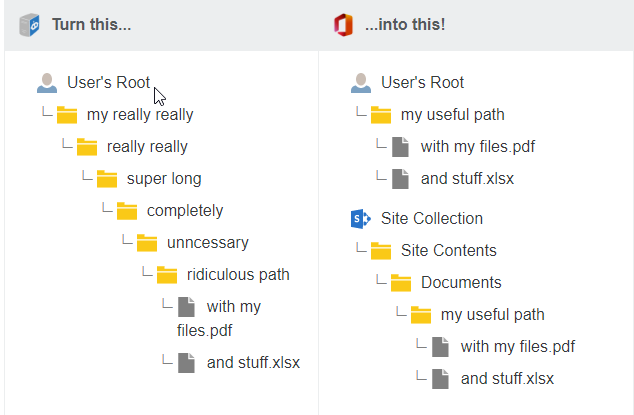 Turn this...
User's Root
my really really
really really
super long
completely
unncessary
ridiculous path
with my
files.pdf
and stuff.xlsx
...into this!
User's Root
my useful path
with my files.pdf
and stuff.xlsx
S
Site Collection
Site Contents
Documents
my useful path
with my files.pdf
and stuff.xlsx